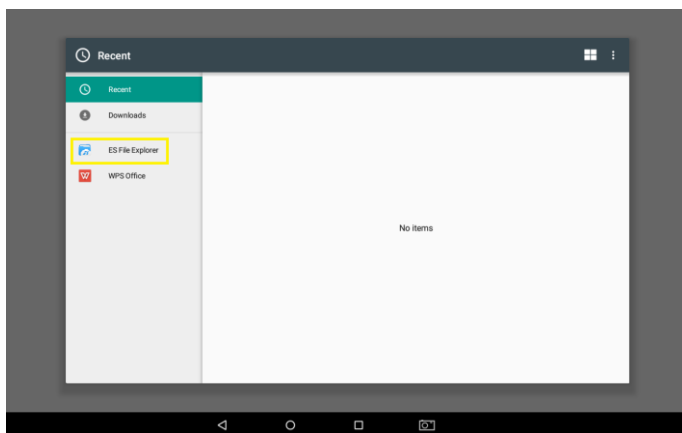 Recent
Recent
Downloads
ES File Explorer
WPS Office
No items